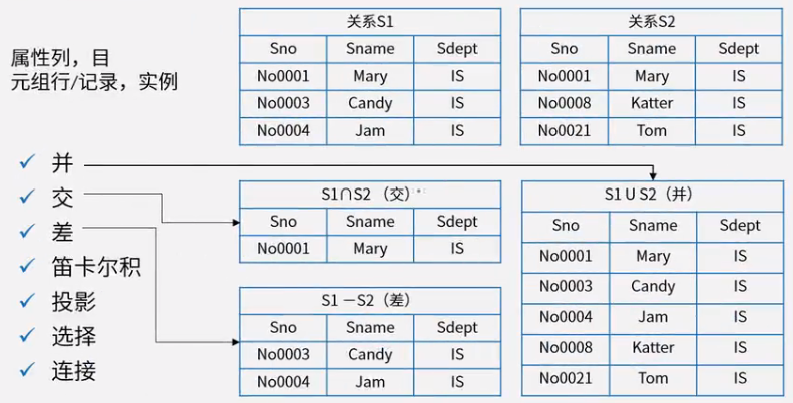 属性列，目
元组行/记录，实例
关系S1
Sno Sname Sdept
No0001 Mary IS
No0003 Candy IS
No0004 Jam IS
关系S2
Sno Sname Sdept
No0001 Mary IS
No0008 Katter IS
No0021 Tom IS
✓ 并
✓ 交
✓ 差
✓ 笛卡尔积
✓ 投影
✓ 选择
✓ 连接
S1∩S2 （交）
Sno Sname Sdept
No0001 Mary IS
S1 －S2（差）
Sno Sname Sdept
No0003 Candy IS
No0004 Jam IS
S1 U S2（并）
Sno Sname Sdept
No0001 Mary IS
No0003 Candy IS
No0004 Jam IS
No0008 Katter IS
No0021 Tom IS